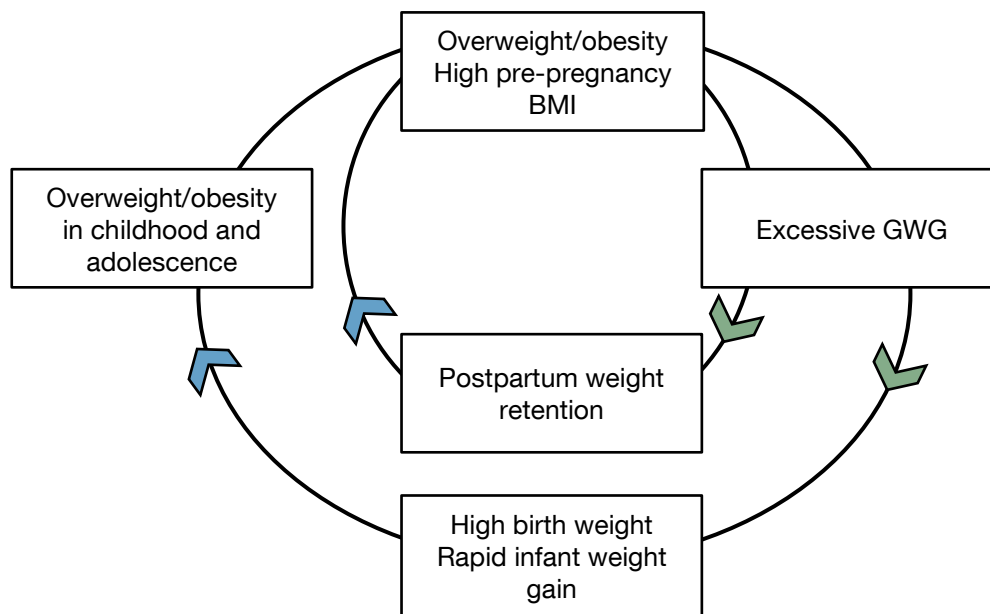 Overweight/obesity
High pre-pregnancy
BMI
Overweight/obesity
in childhood and
adolescence
Excessive GWG
Postpartum weight
retention
High birth weight
Rapid infant weight
gain